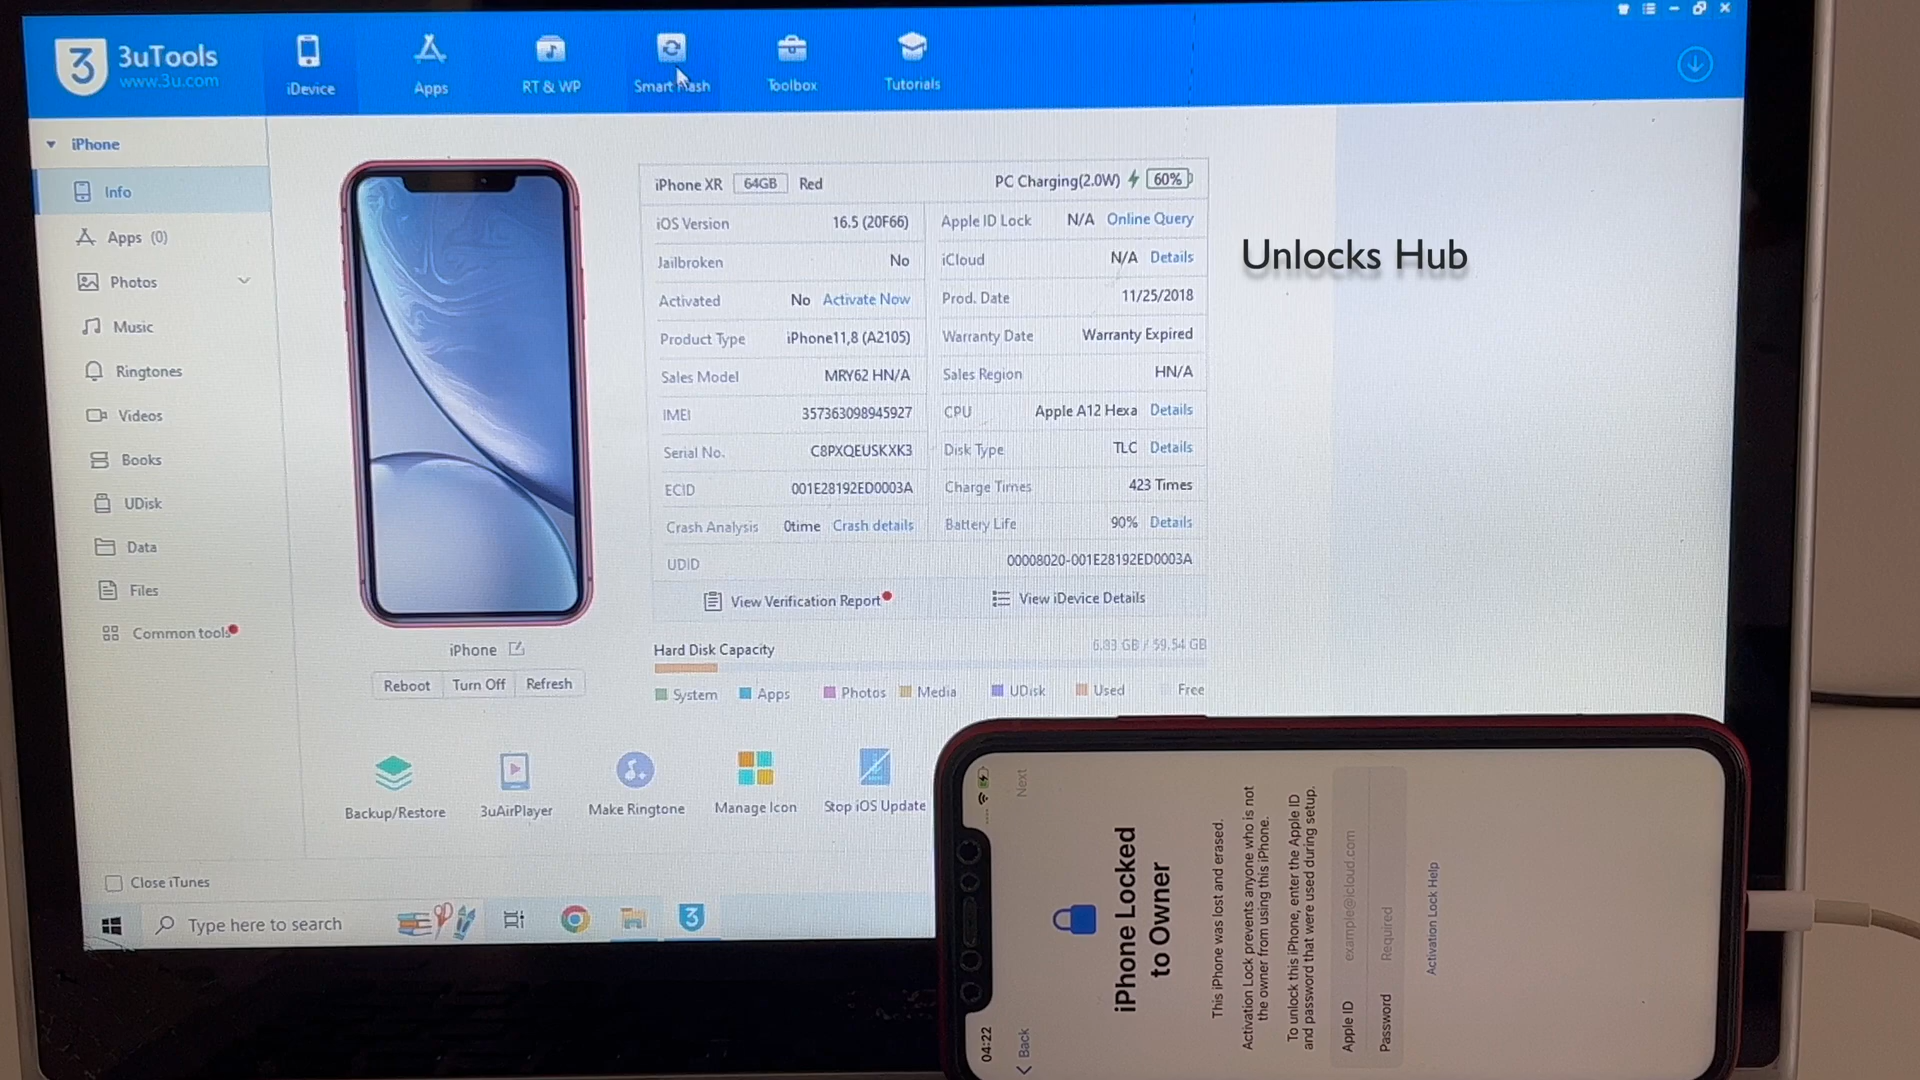 3
3uTools
www.3u.com
iDevice
Apps
RT & WP
Smart Flash
Toolbox
Tutorials
iPhone
Info
Apps (0)
Photos
Music
Ringtones
Videos
Books
UDisk
Data
Files
Common tools
Close iTunes
iPhone
Reboot
Turn Off
Refresh
iPhone XR 64GB Red
PC Charging(2.0W) 60%
iOS Version 16.5 (20F66)
Apple ID Lock N/A Online Query
Jailbroken No
iCloud N/A Details
Activated No Activate Now
Prod. Date 11/25/2018
Product Type iPhone11,8 (A2105)
Warranty Date Warranty Expired
Sales Model MRY62 HN/A
Sales Region HN/A
IMEI 357363098945927
CPU Apple A12 Hexa Details
Serial No. C8PXQEUSKXK3
Disk Type TLC Details
ECID 001E28192ED0003A
Charge Times 423 Times
Crash Analysis 0time Crash details
Battery Life 90% Details
UDID 00008020-001E28192ED0003A
View Verification Report
View iDevice Details
Hard Disk Capacity 6.83 GB / 59.54 GB
System Apps Photos Media UDisk Used Free
Backup/Restore
3uAirPlayer
Make Ringtone
Manage Icon
Stop iOS Update
Unlocks Hub
Type here to search
3
04:22
Back
Next
iPhone Locked
to Owner
This iPhone was lost and erased.
Activation Lock prevents anyone who is not
the owner from using this iPhone.
To unlock this iPhone, enter the Apple ID
and password that were used during setup.
Apple ID example@icloud.com
Password Required
Activation Lock Help